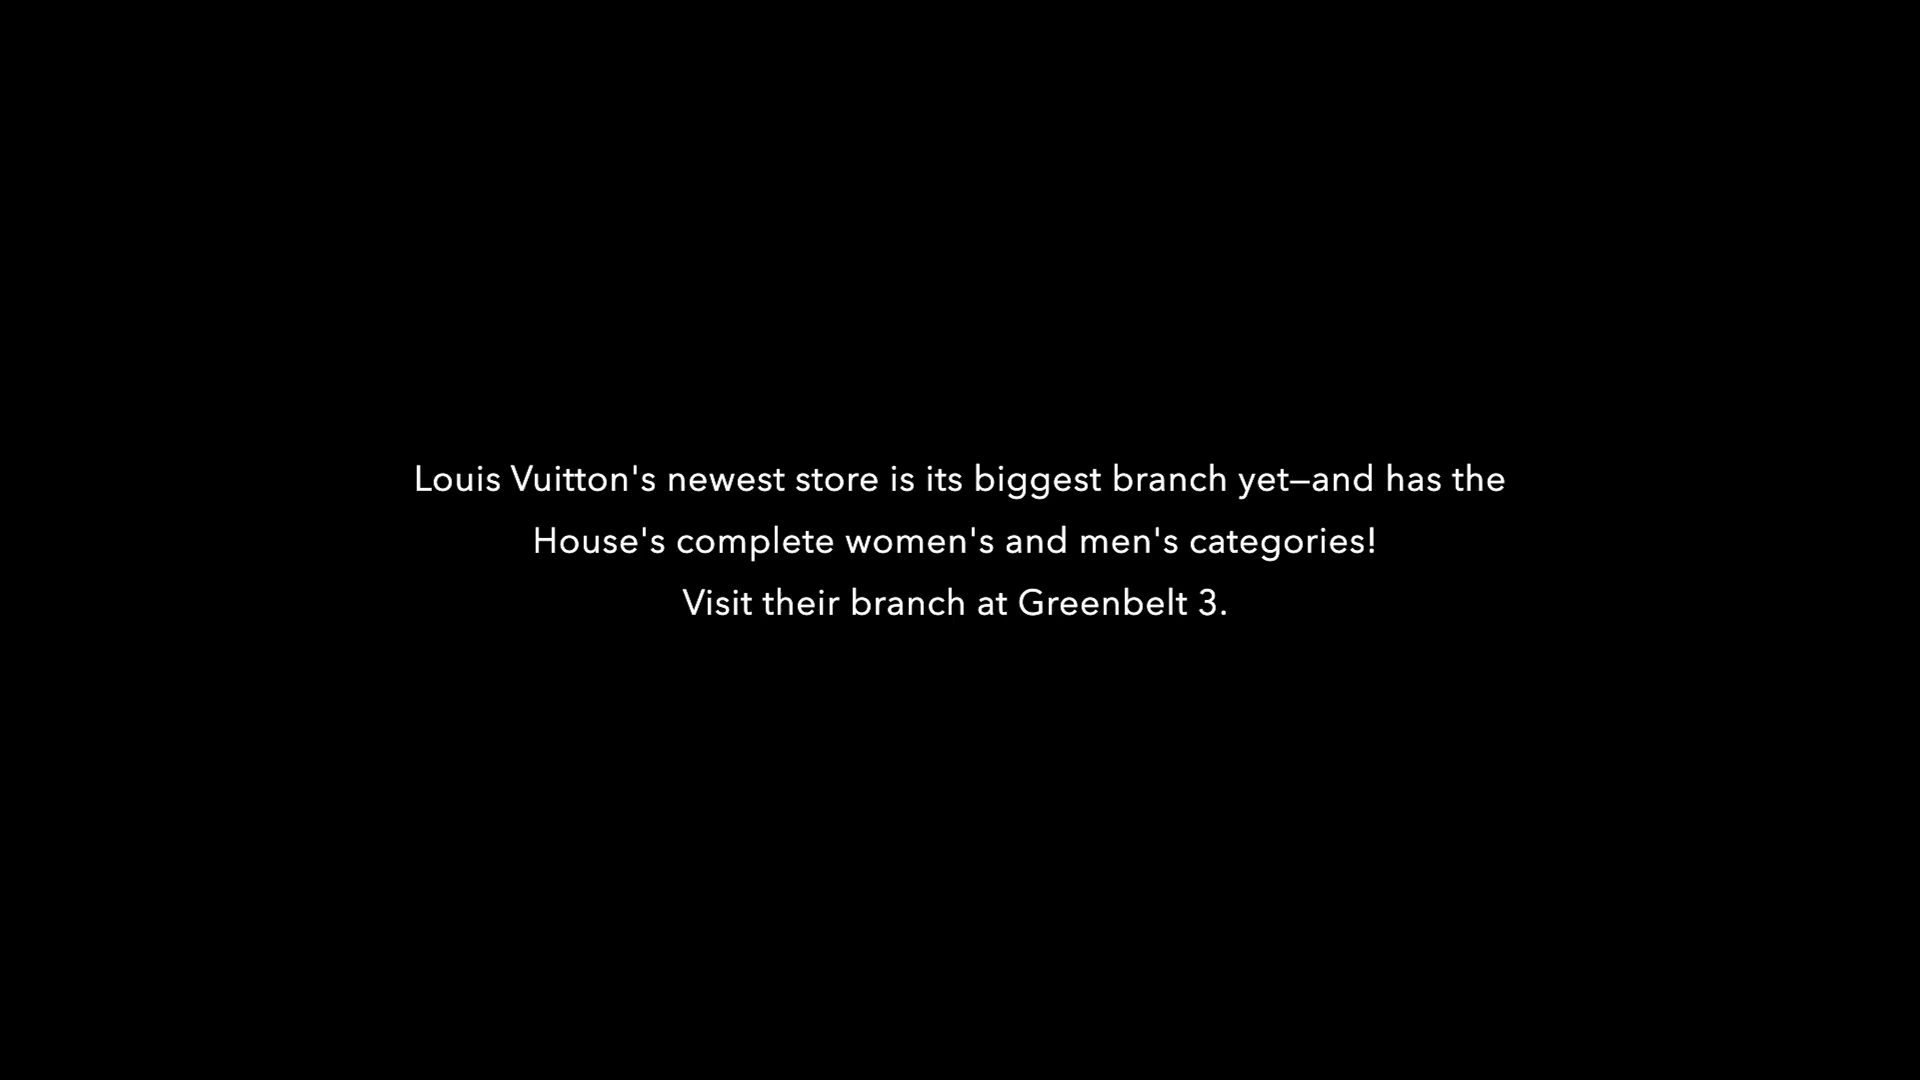 Louis Vuitton's newest store is its biggest branch yet—and has the
House's complete women's and men's categories!
Visit their branch at Greenbelt 3.